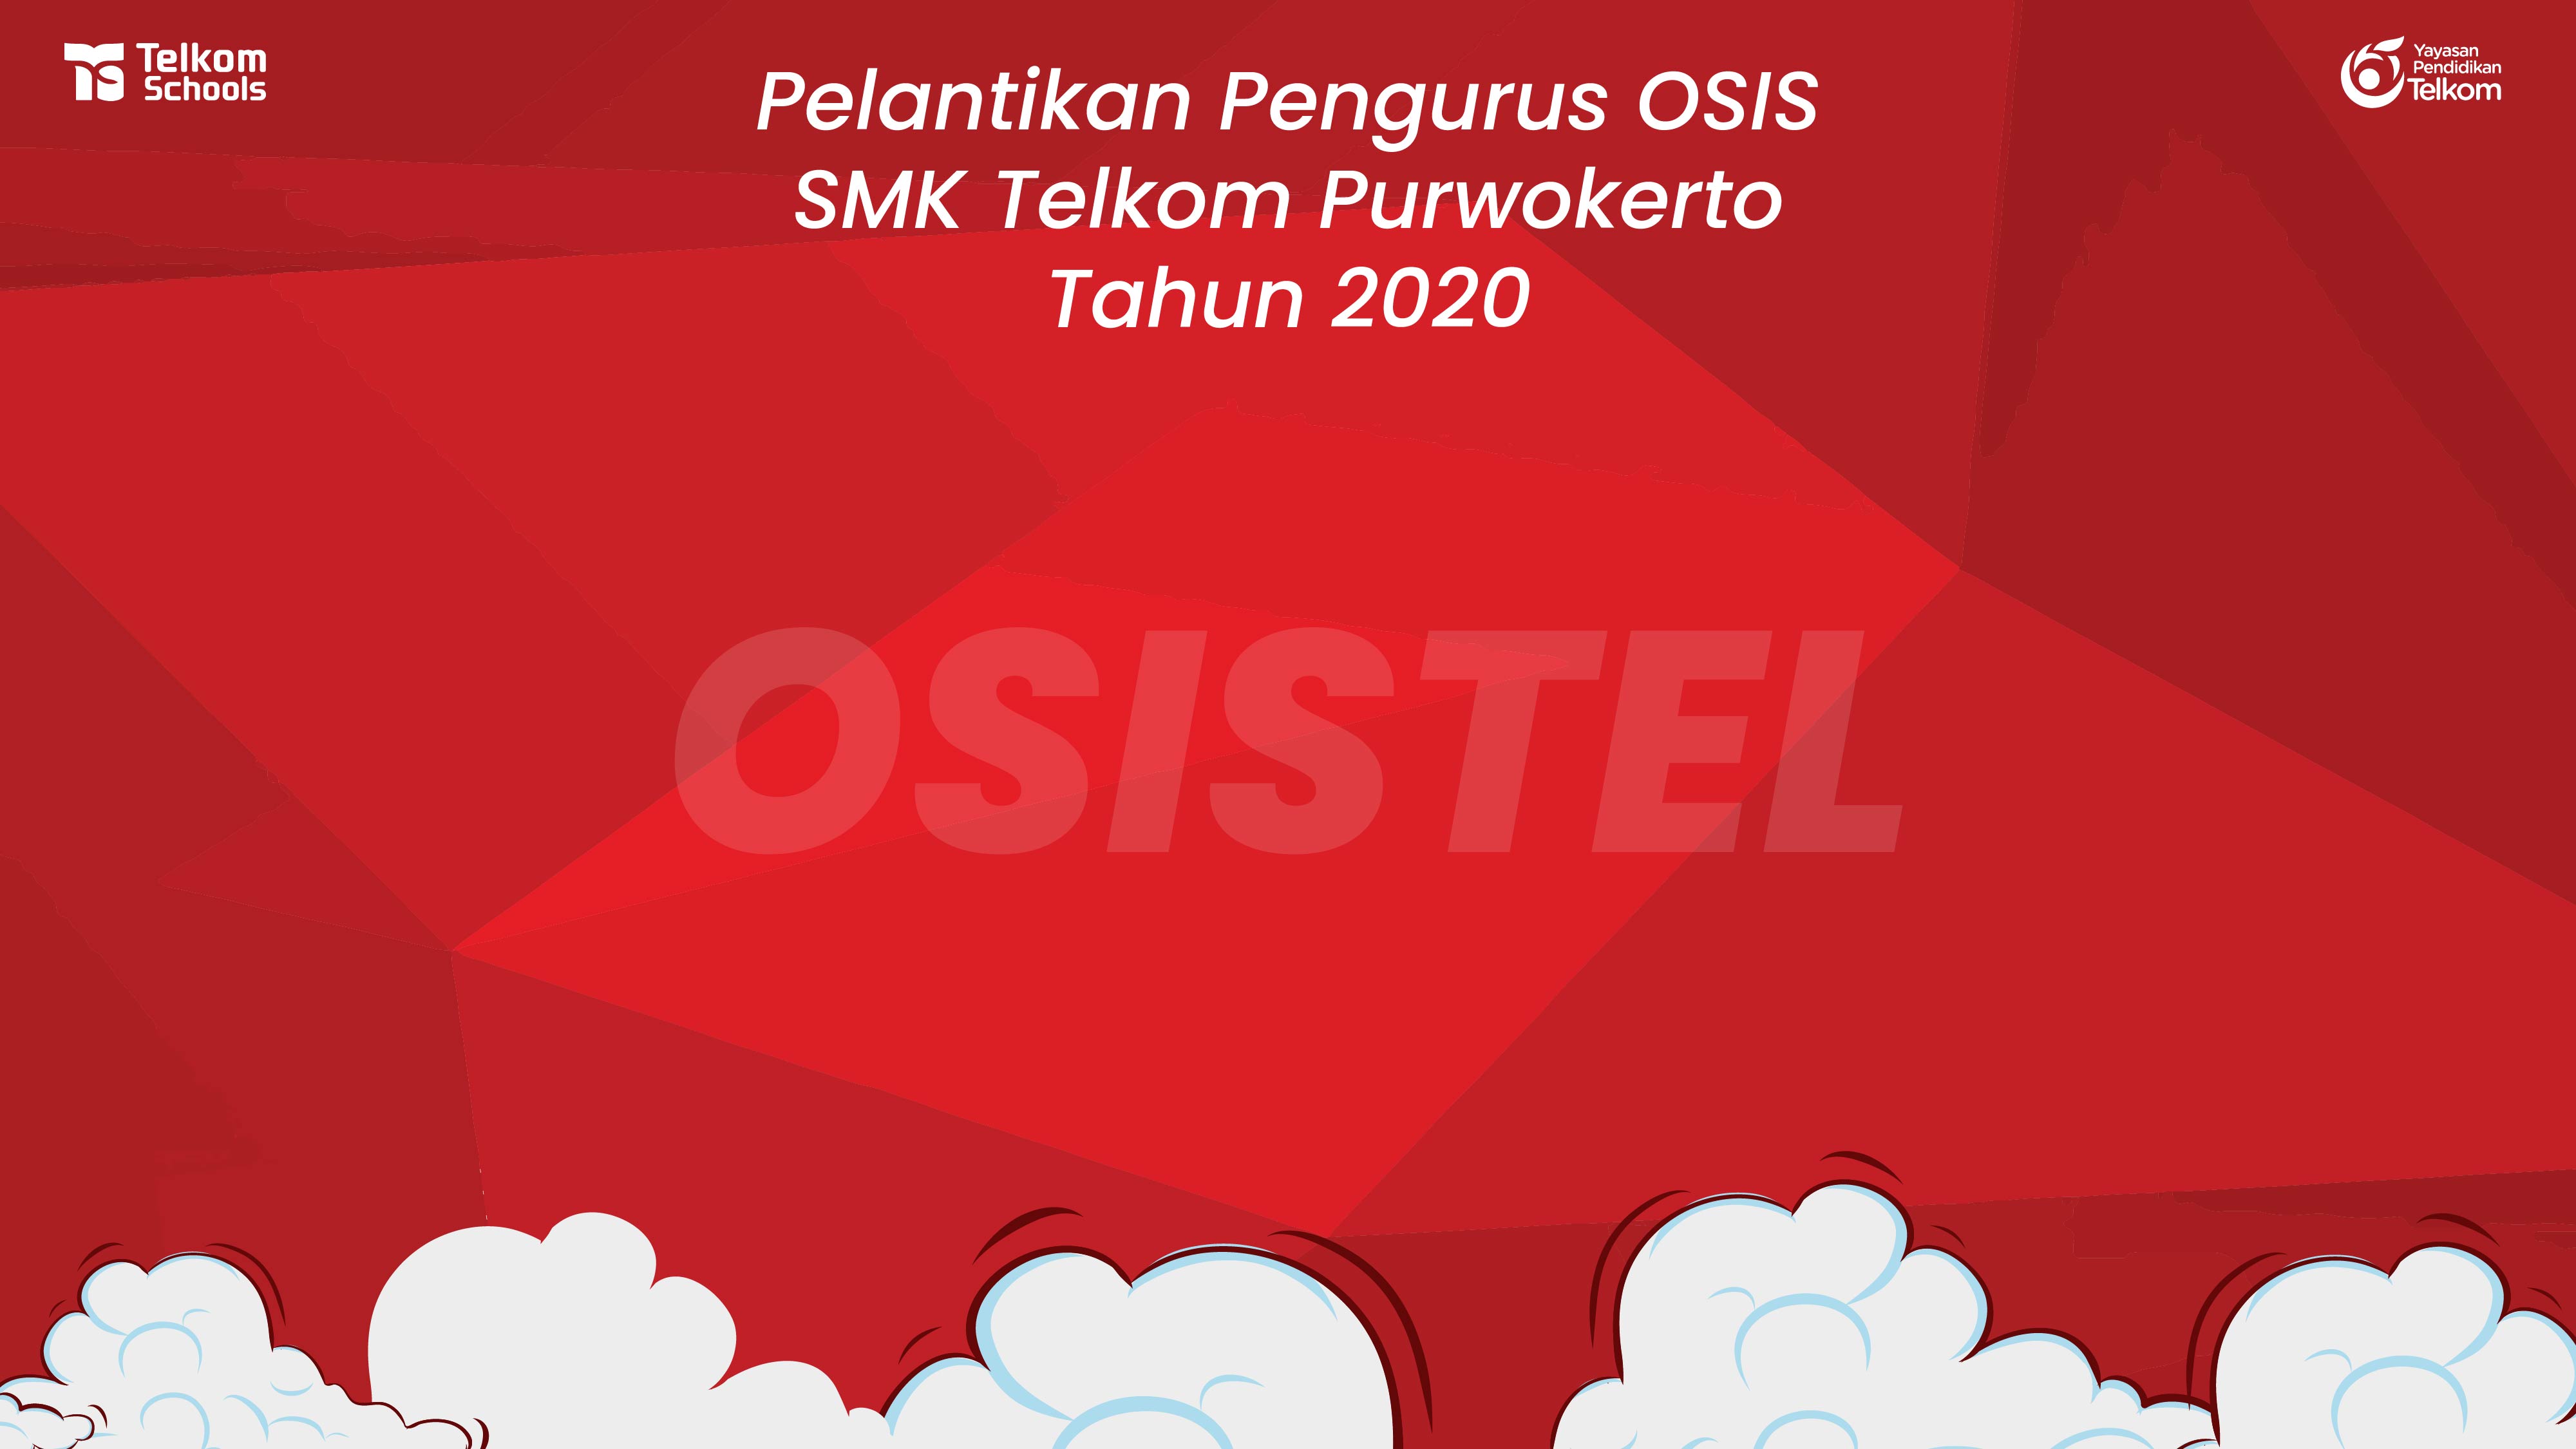 Telkom
Schools
Pelantikan Pengurus OSIS
SMK Telkom Purwokerto
Tahun 2020
Yayasan
Pendidikan
Telkom
OSISTEL